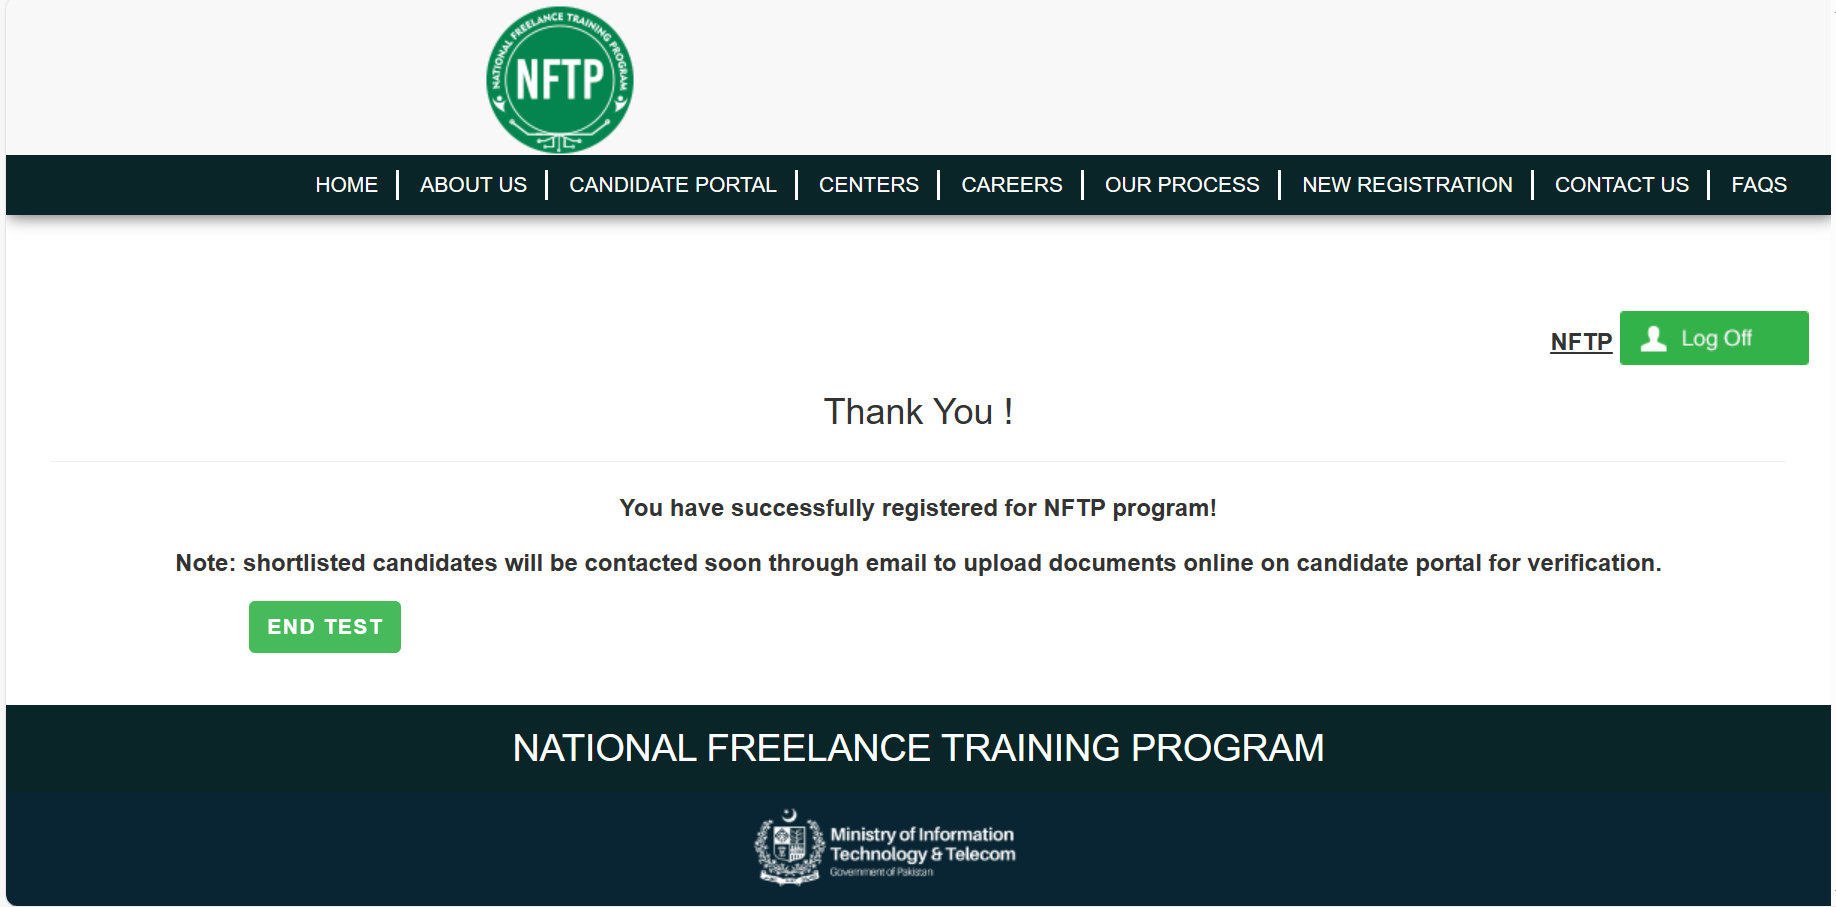 NATIONAL FREELANCE TRAINING PROGRAM
NFTP
HOME
ABOUT US
CANDIDATE PORTAL
CENTERS
CAREERS
OUR PROCESS
NEW REGISTRATION
CONTACT US
FAQS
NFTP
Log Off
Thank You !
You have successfully registered for NFTP program!
Note: shortlisted candidates will be contacted soon through email to upload documents online on candidate portal for verification.
END TEST
NATIONAL FREELANCE TRAINING PROGRAM
Ministry of Information
Technology & Telecom
Government of Pakistan